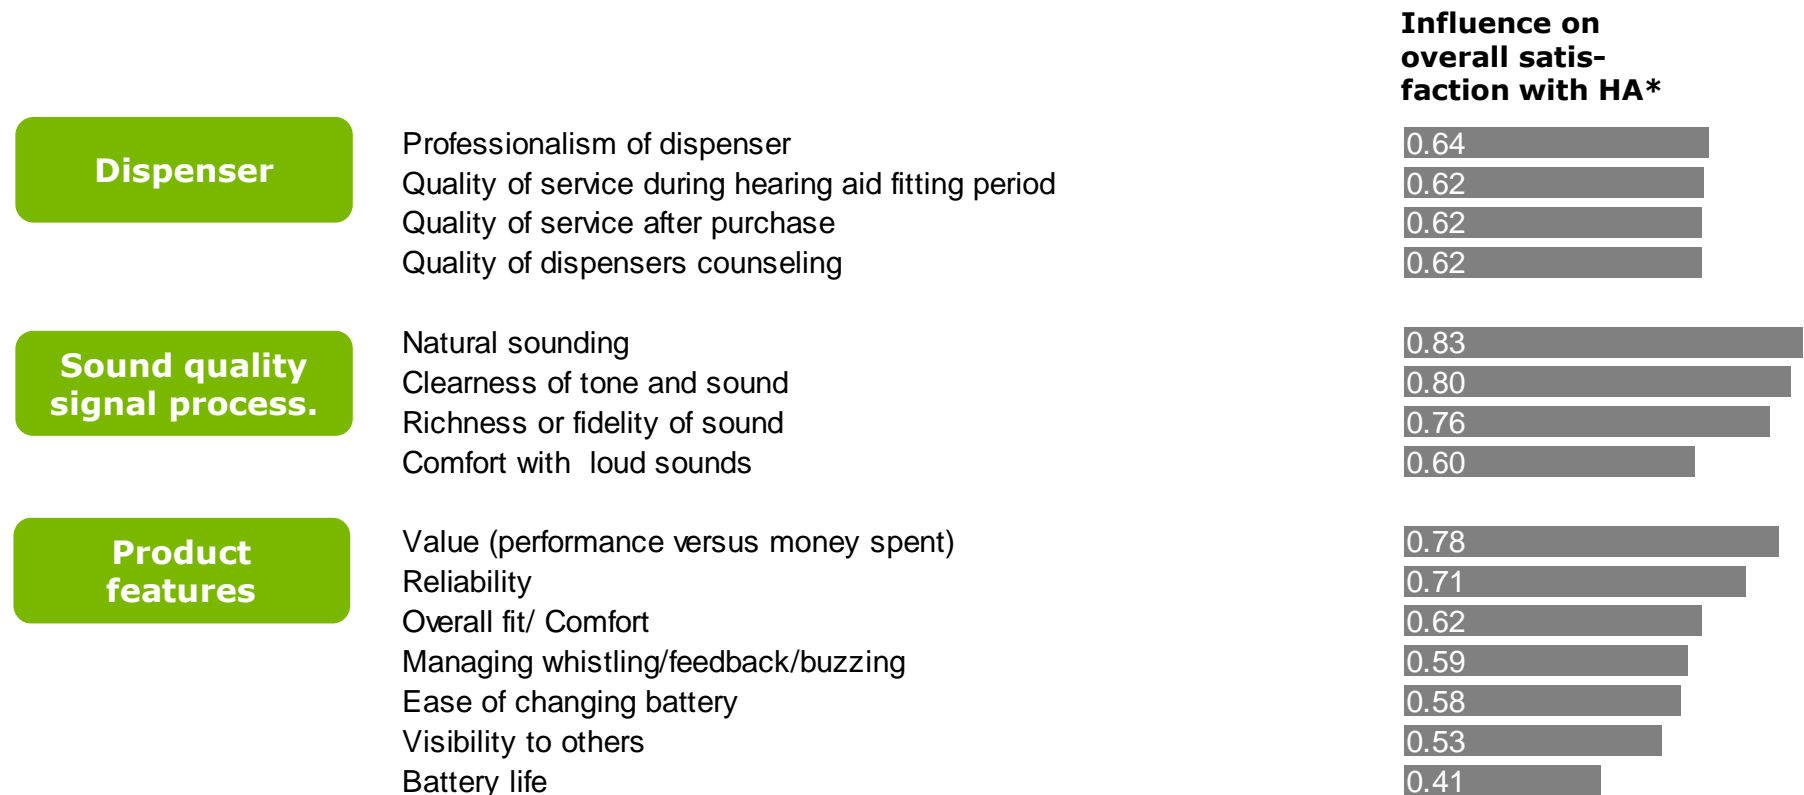 Influence on
overall satis-
faction with HA*
Dispenser
Professionalism of dispenser 0.64
Quality of service during hearing aid fitting period 0.62
Quality of service after purchase 0.62
Quality of dispensers counseling 0.62
Sound quality
signal process.
Natural sounding 0.83
Clearness of tone and sound 0.80
Richness or fidelity of sound 0.76
Comfort with loud sounds 0.60
Product
features
Value (performance versus money spent) 0.78
Reliability 0.71
Overall fit/ Comfort 0.62
Managing whistling/feedback/buzzing 0.59
Ease of changing battery 0.58
Visibility to others 0.53
Battery life 0.41